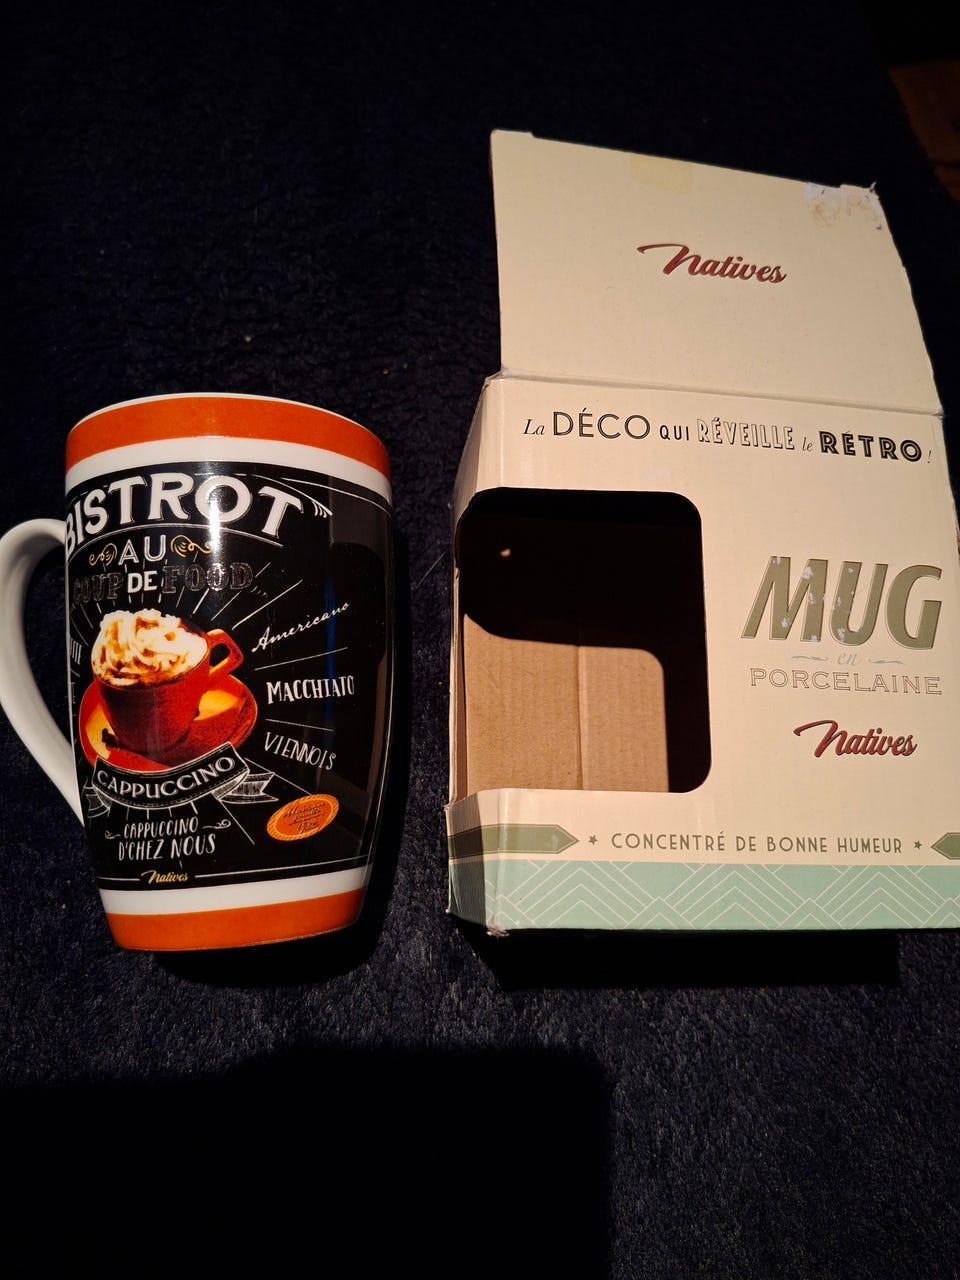 BISTROT
AU
COUP DE FOOD
Americano
MACCHIATO
VIENNOIS
CAPPUCCINO
CAPPUCCINO
D'CHEZ NOUS
Natives
Natives
La DÉCO QUI RÉVEILLE le RÉTRO !
MUG
en
PORCELAINE
Natives
★ CONCENTRÉ DE BONNE HUMEUR ★